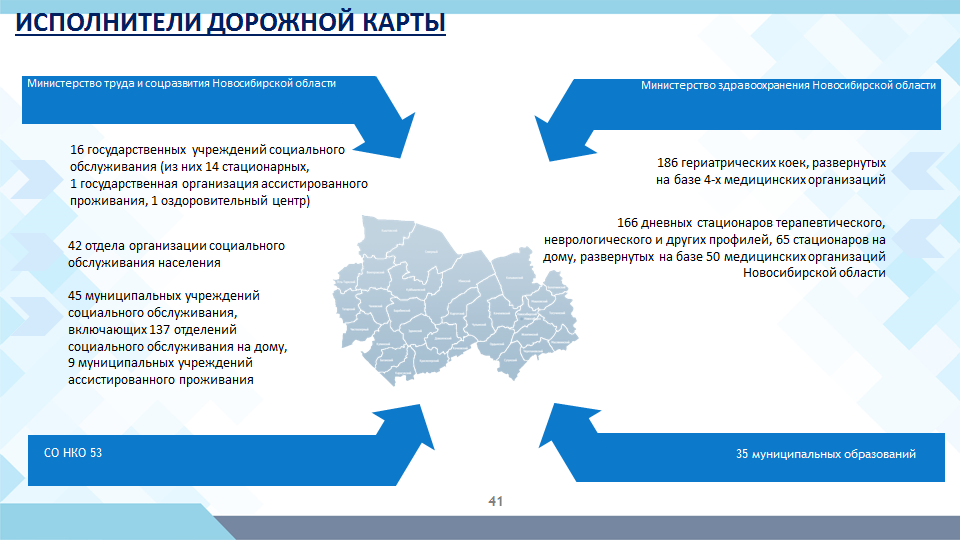 ИСПОЛНИТЕЛИ ДОРОЖНОЙ КАРТЫ
Министерство труда и соцразвития Новосибирской области
16 государственных учреждений социального
обслуживания (из них 14 стационарных,
1 государственная организация ассистированного
проживания, 1 оздоровительный центр)
42 отдела организации социального
обслуживания населения
45 муниципальных учреждений
социального обслуживания,
включающих 137 отделений
социального обслуживания на дому,
9 муниципальных учреждений
ассистированного проживания
Министерство здравоохранения Новосибирской области
186 гериатрических коек, развернутых
на базе 4-х медицинских организаций
166 дневных стационаров терапевтического,
неврологического и других профилей, 65 стационаров на
дому, развернутых на базе 50 медицинских организаций
Новосибирской области
СО НКО 53
35 муниципальных образований
41